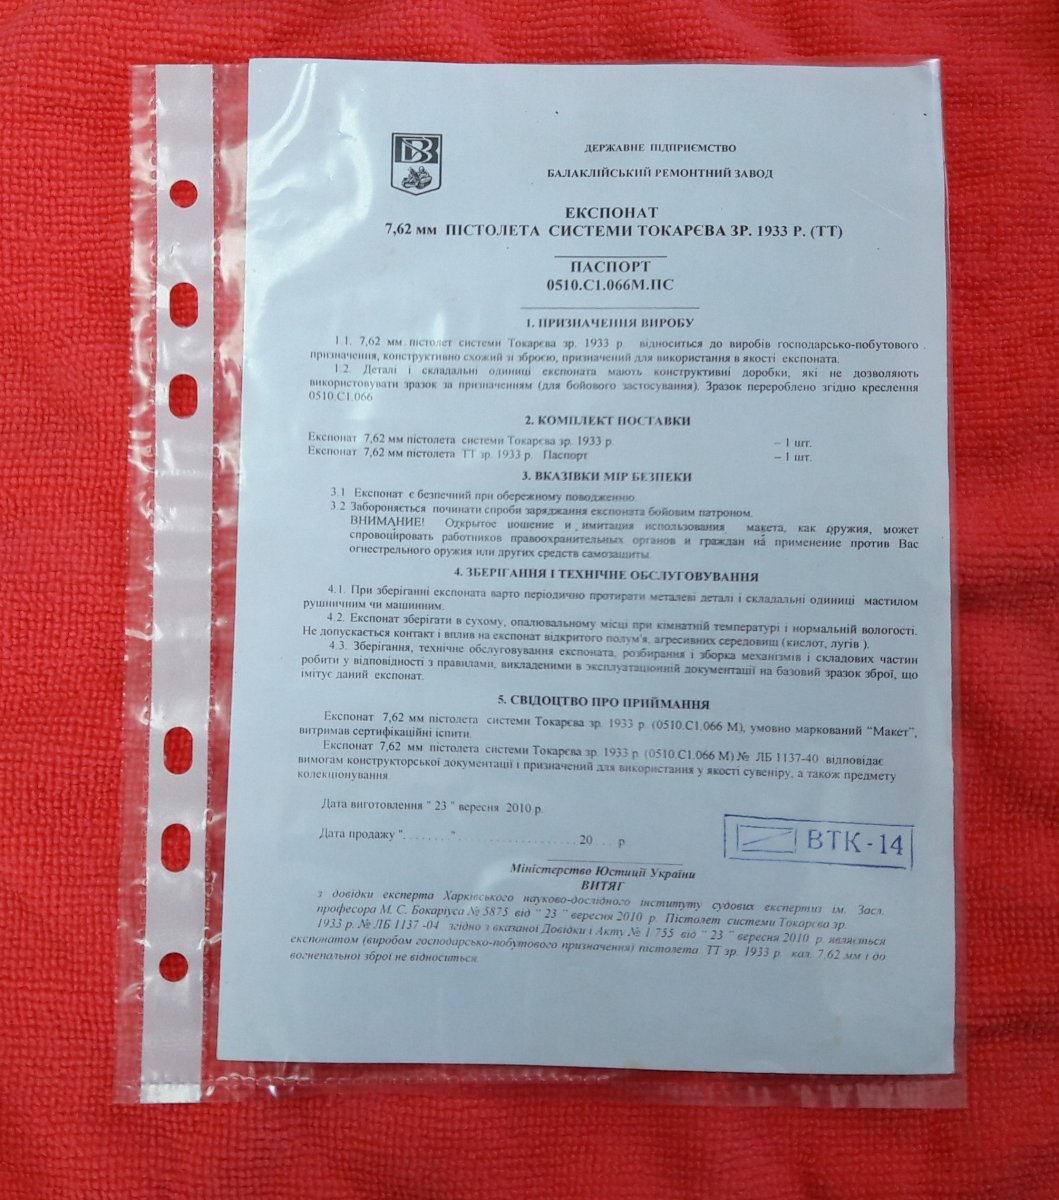 ДЕРЖАВНЕ ПІДПРИЄМСТВО
БАЛАКЛІЙСЬКИЙ РЕМОНТНИЙ ЗАВОД
ЕКСПОНАТ
7,62 мм ПІСТОЛЕТА СИСТЕМИ ТОКАРЄВА ЗР. 1933 Р. (ТТ)
ПАСПОРТ
0510.С1.066М.ПС
1. ПРИЗНАЧЕННЯ ВИРОБУ
1.1. 7,62 мм пістолет системи Токарєва зр. 1933 р. відноситься до виробів господарсько-побутового
призначення, конструктивно схожий зі зброєю, призначений для використання в якості експоната.
1.2. Деталі і складальні одиниці експоната мають конструктивні доробки, які не дозволяють
використовувати зразок за призначенням (для бойового застосування). Зразок перероблено згідно креслення
0510.С1.066
2. КОМПЛЕКТ ПОСТАВКИ
Експонат 7,62 мм пістолета системи Токарєва зр. 1933 р. – 1 шт.
Експонат 7,62 мм пістолета ТТ зр. 1933 р. Паспорт – 1 шт.
3. ВКАЗІВКИ МІР БЕЗПЕКИ
3.1 Експонат є безпечний при обережному поводженню.
3.2 Забороняється починати спроби заряджання експоната бойовим патроном.
ВНИМАНИЕ! Открытое ношение и имитация использования макета, как оружия, может
спровоціровать работников правоохранительных органов и граждан на применение против Вас
огнестрельного оружия или других средств самозащиты.
4. ЗБЕРІГАННЯ І ТЕХНІЧНЕ ОБСЛУГОВУВАННЯ
4.1. При зберіганні експоната варто періодично протирати металеві деталі і складальні одиниці мастилом
рушничним чи машинним.
4.2. Експонат зберігати в сухому, опалювальному місці при кімнатній температурі і нормальній вологості.
Не допускається контакт і вплив на експонат відкритого полум'я, агресивних середовищ (кислот, лугів ).
4.3. Зберігання, технічне обслуговування експоната, розбирання і зборка механізмів і складових частин
робити у відповідності з правилами, викладеними в эксплуатаціонній документації на базовий зразок зброї, що
імітує даний експонат.
5. СВІДОЦТВО ПРО ПРИЙМАННЯ
Експонат 7,62 мм пістолета системи Токарєва зр. 1933 р. (0510.С1.066 М), умовно маркований “Макет”,
витримав сертифікаційні іспити.
Експонат 7,62 мм пістолета системи Токарєва зр. 1933 р. (0510.С1.066 М) № ЛБ 1137-40 відповідає
вимогам конструкторської документації і призначений для використання у якості сувеніру, а також предмету
колекціонування.
Дата виготовлення " 23 " вересня 2010 р.
Дата продажу ". . . . . . . " . . . . . . . . . . . . . . . . . . 20 . . . р
ВТК-14
Міністерство Юстиції України
ВИТЯГ
з довідки експерта Харківського науково-дослідного інституту судових експертиз ім. Засл.
професора М. С. Бокаріуса № 5875 від " 23 " вересня 2010 р. Пістолет системи Токарєва зр.
1933 р. № ЛБ 1137 -04 згідно з вказаної Довідки і Акту № 1755 від " 23 " вересня 2010 р. являється
експонатом (виробом господарсько-побутового призначення) пістолета ТТ зр. 1933 р. кал. 7,62 мм і до
вогнепальної зброї не відноситься.